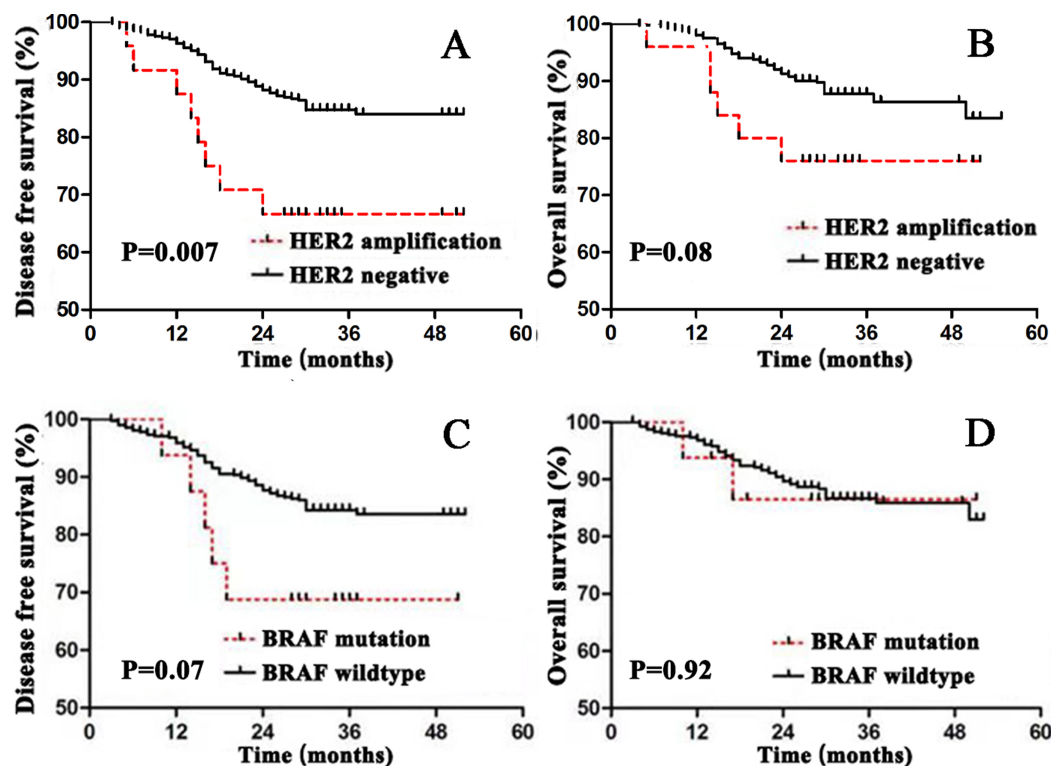 A
Disease free survival (%)
100
90
80
70
60
50
HER2 amplification
HER2 negative
P=0.007
0 12 24 36 48 60
Time (months)
B
Overall survival (%)
100
90
80
70
60
50
HER2 amplification
HER2 negative
P=0.08
0 12 24 36 48 60
Time (months)
C
Disease free survival (%)
100
90
80
70
60
50
BRAF mutation
BRAF wildtype
P=0.07
0 12 24 36 48 60
Time (months)
D
Overall survival (%)
100
90
80
70
60
50
BRAF mutation
BRAF wildtype
P=0.92
0 12 24 36 48 60
Time (months)